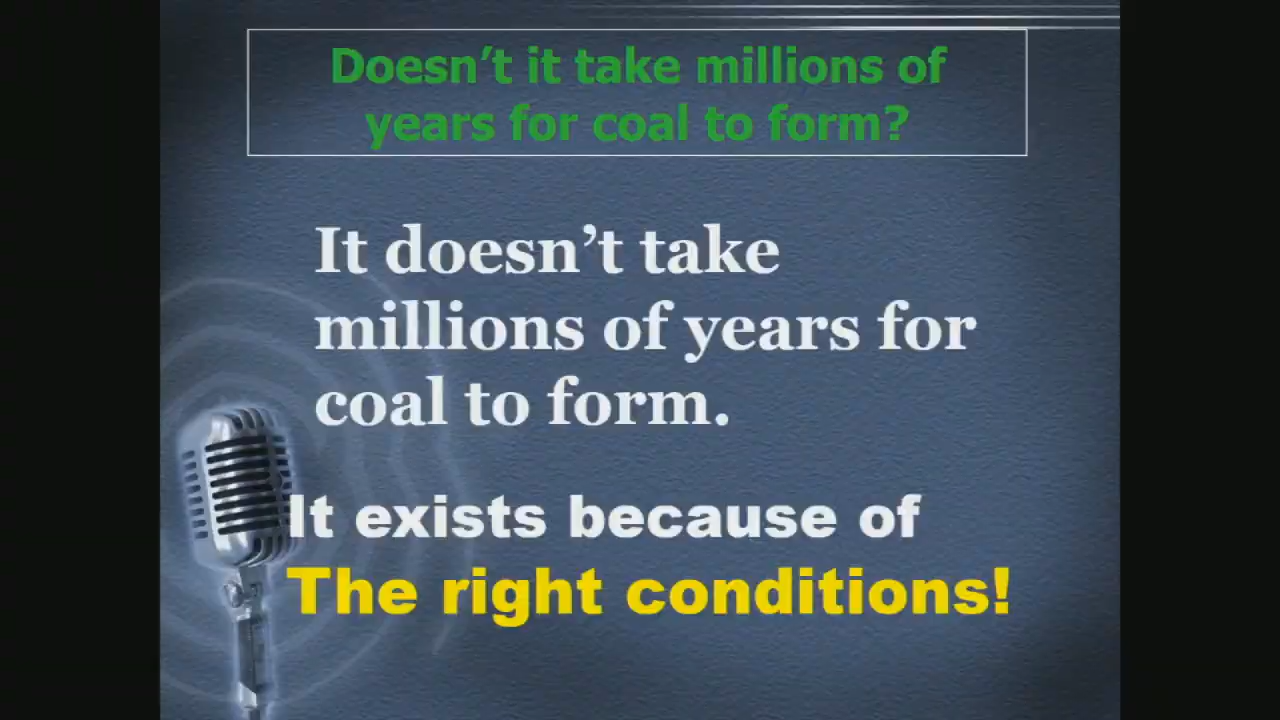 Doesn’t it take millions of
years for coal to form?
It doesn’t take
millions of years for
coal to form.
It exists because of
The right conditions!